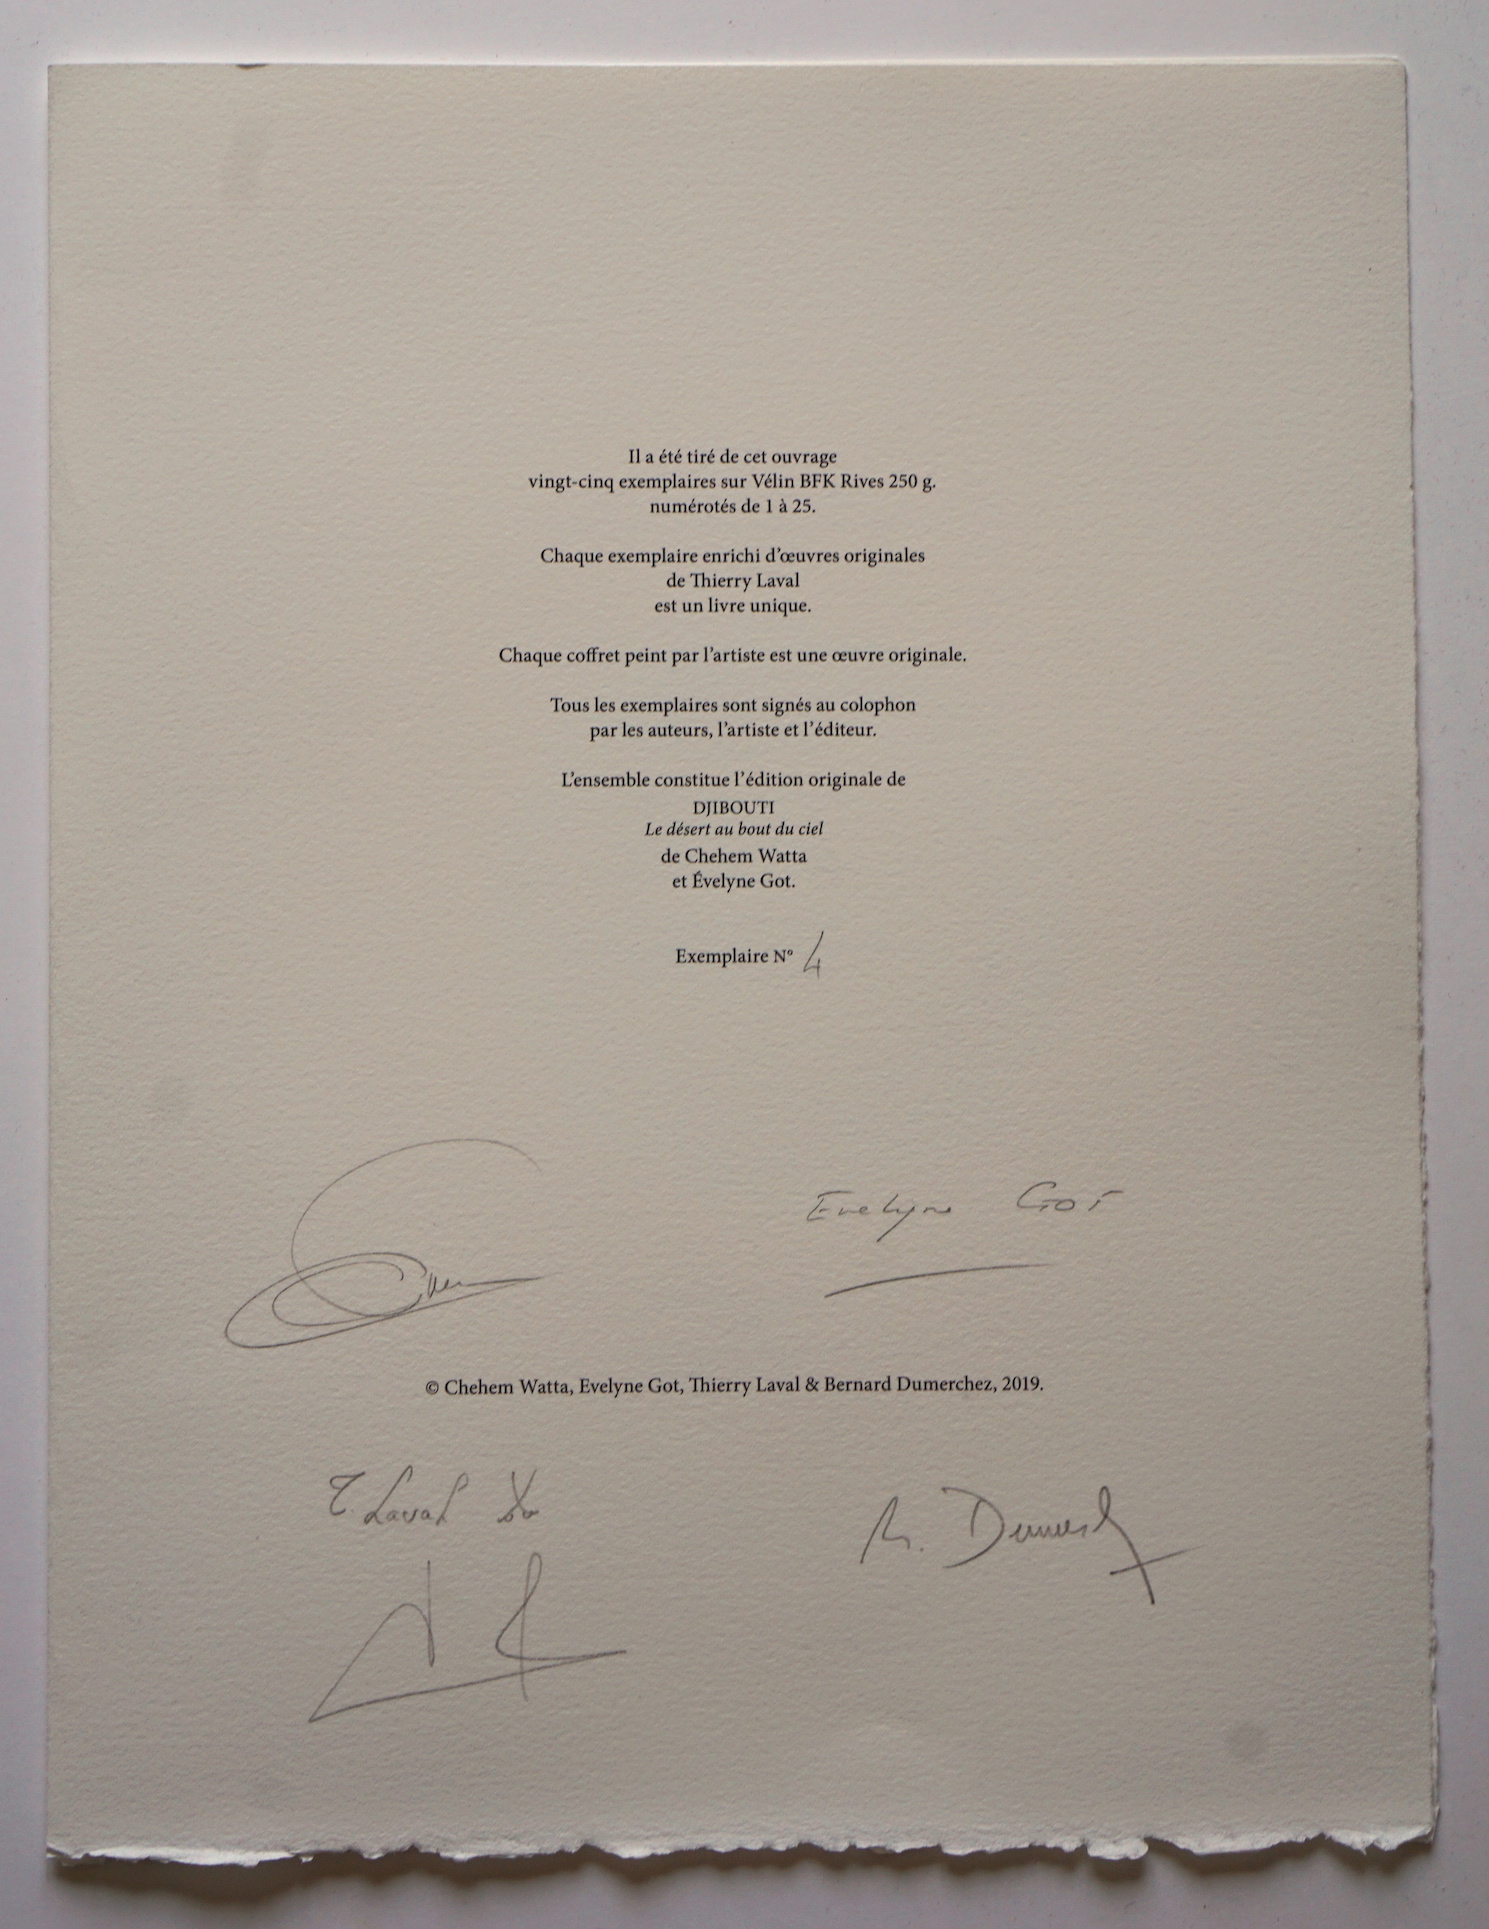 Il a été tiré de cet ouvrage
vingt-cinq exemplaires sur Vélin BFK Rives 250 g.
numérotés de 1 à 25.
Chaque exemplaire enrichi d’œuvres originales
de Thierry Laval
est un livre unique.
Chaque coffret peint par l’artiste est une œuvre originale.
Tous les exemplaires sont signés au colophon
par les auteurs, l’artiste et l’éditeur.
L’ensemble constitue l’édition originale de
DJIBOUTI
Le désert au bout du ciel
de Chehem Watta
et Évelyne Got.
Exemplaire N° 4
Evelyne Got
© Chehem Watta, Evelyne Got, Thierry Laval & Bernard Dumerchez, 2019.
T. Laval